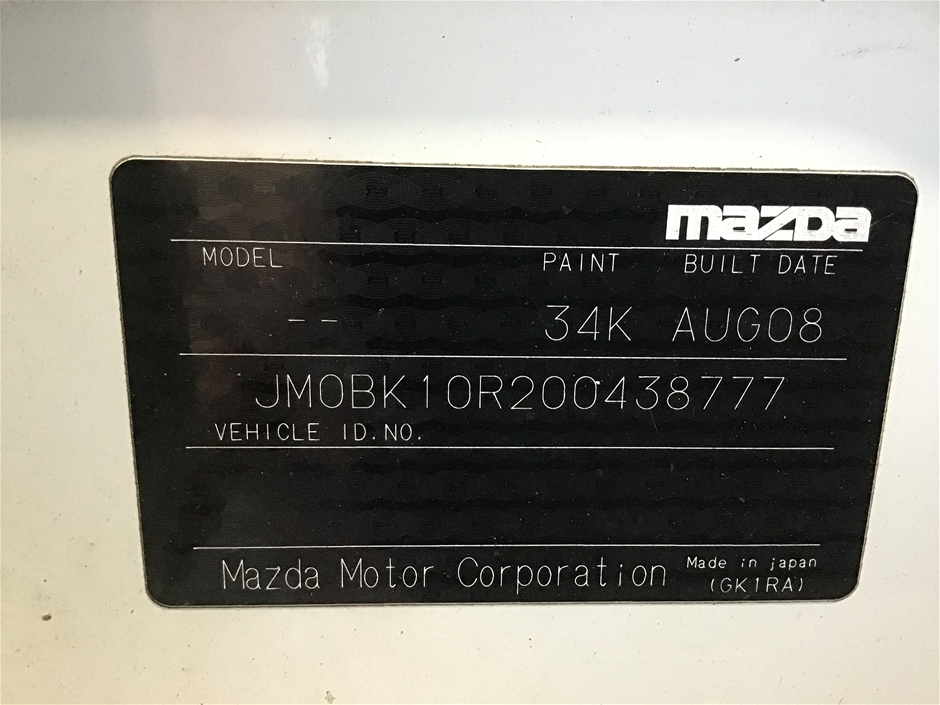 mazda
MODEL PAINT BUILT DATE
-- 34K AUG08
JM0BK10R200438777
VEHICLE ID.NO.
Mazda Motor Corporation Made in japan
(GK1RA)